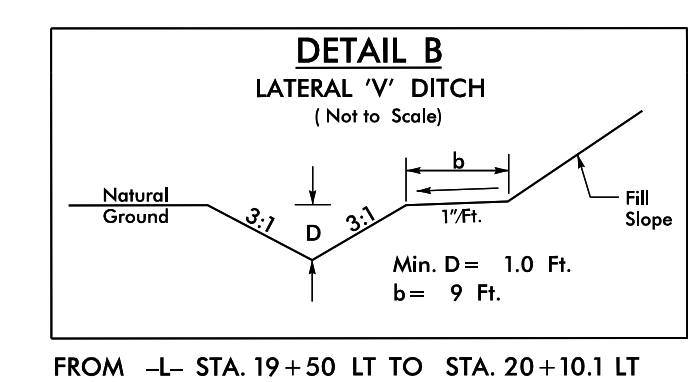 DETAIL B
LATERAL 'V' DITCH
( Not to Scale)
b
Natural
Ground
3:1
D
3:1
1"/Ft.
Fill
Slope
Min. D = 1.0 Ft.
b = 9 Ft.
FROM -L- STA. 19+50 LT TO STA. 20+10.1 LT